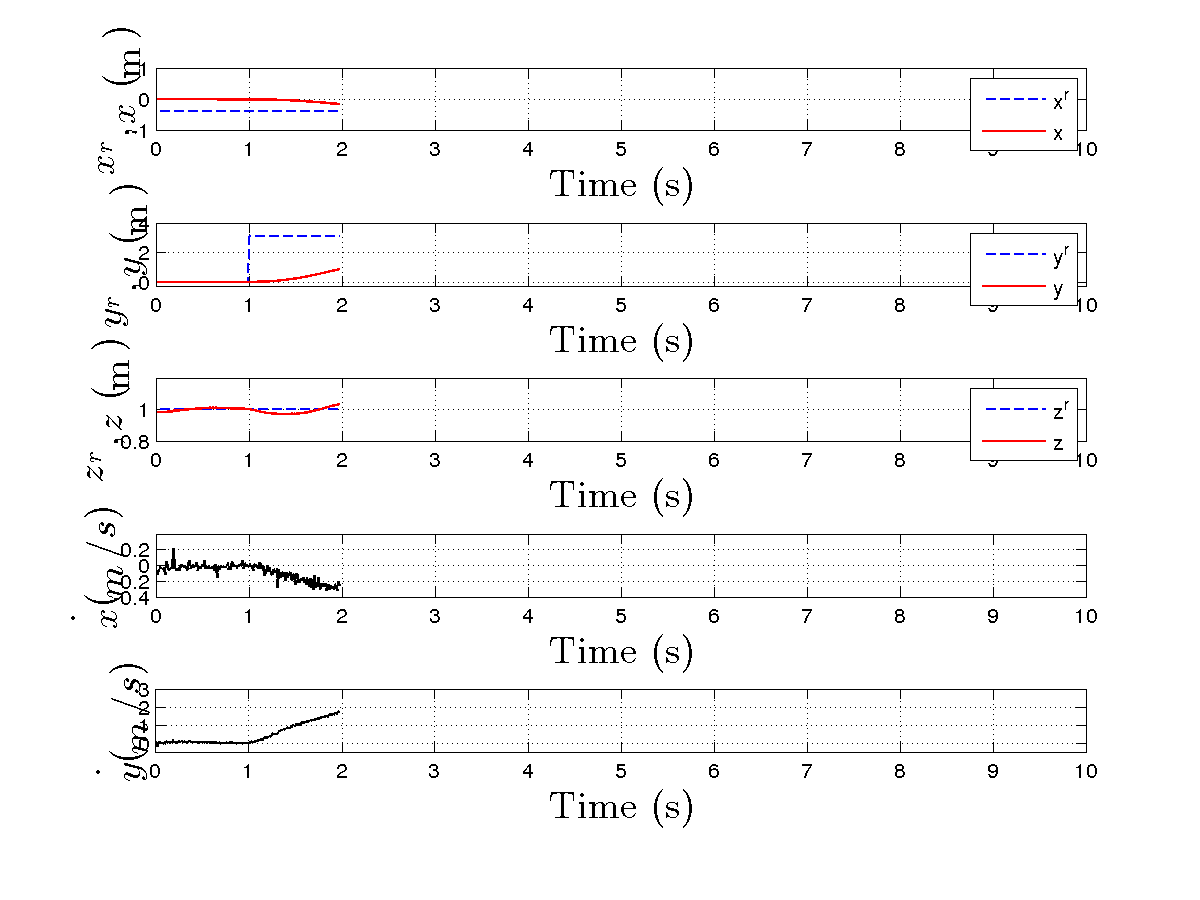 x^r, x (m)
1
0
-1
0 1 2 3 4 5 6 7 8 9 10
Time (s)
x^r
x
y^r, y (m)
4
2
0
0 1 2 3 4 5 6 7 8 9 10
Time (s)
y^r
y
z^r, z (m)
1
0.8
0 1 2 3 4 5 6 7 8 9 10
Time (s)
z^r
z
ẋ(m/s)
0.2
0
-0.2
-0.4
0 1 2 3 4 5 6 7 8 9 10
Time (s)
ẏ(m/s)
3
2
1
0
0 1 2 3 4 5 6 7 8 9 10
Time (s)